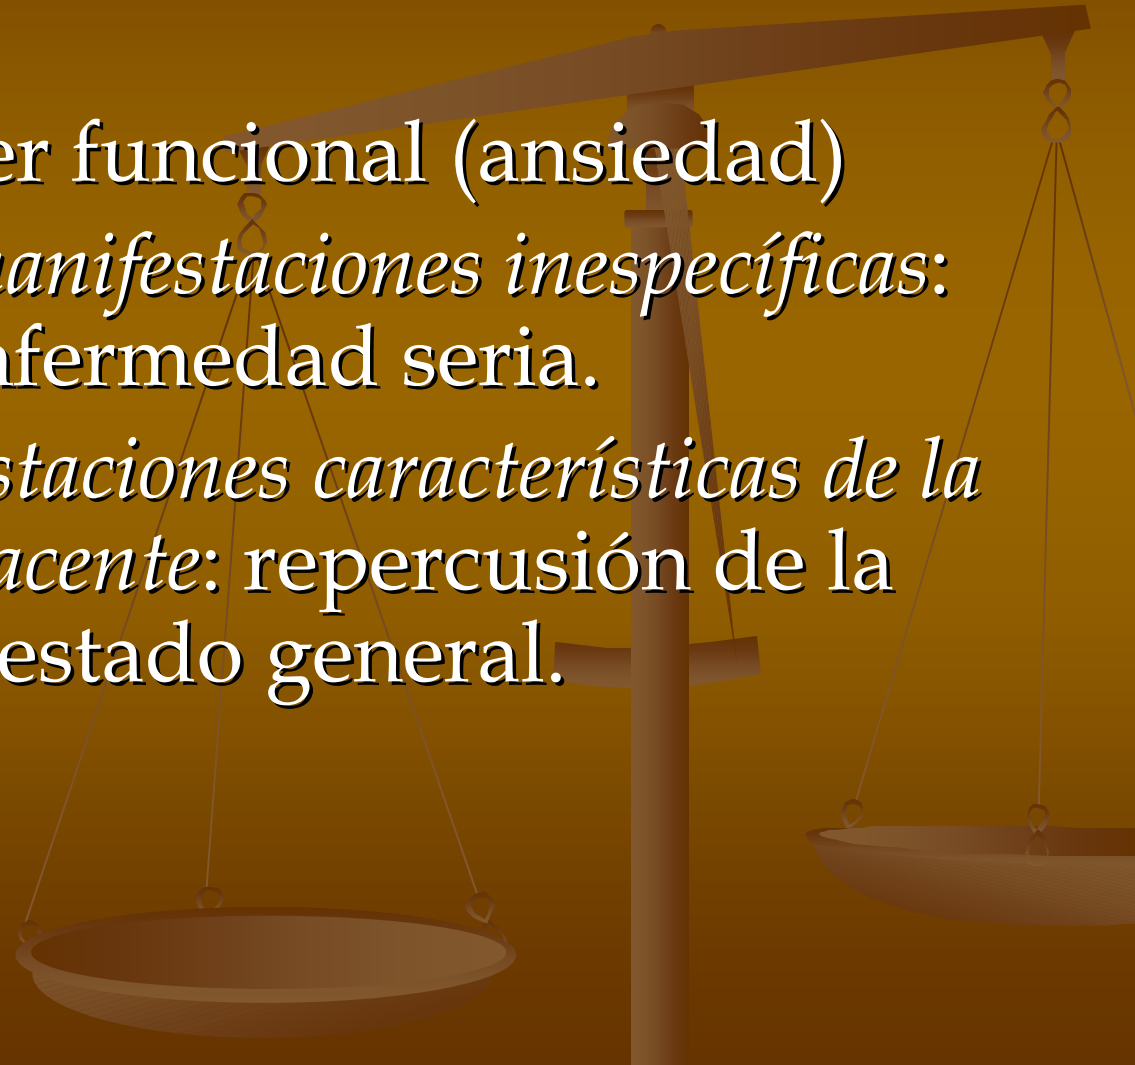 er funcional (ansiedad)
anifestaciones inespecíficas:
nfermedad seria.
staciones características de la
acente: repercusión de la
estado general.